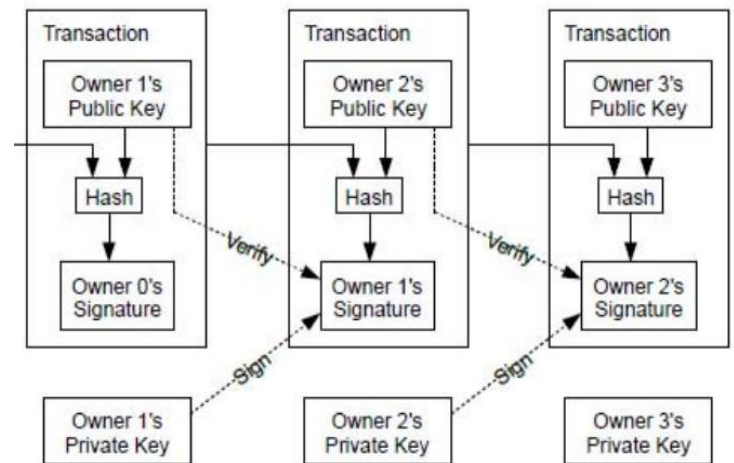 Transaction
Transaction
Transaction
Owner 1's
Public Key
Owner 2's
Public Key
Owner 3's
Public Key
Hash
Hash
Hash
Verify
Verify
Owner 0's
Signature
Owner 1's
Signature
Owner 2's
Signature
Sign
Sign
Owner 1's
Private Key
Owner 2's
Private Key
Owner 3's
Private Key